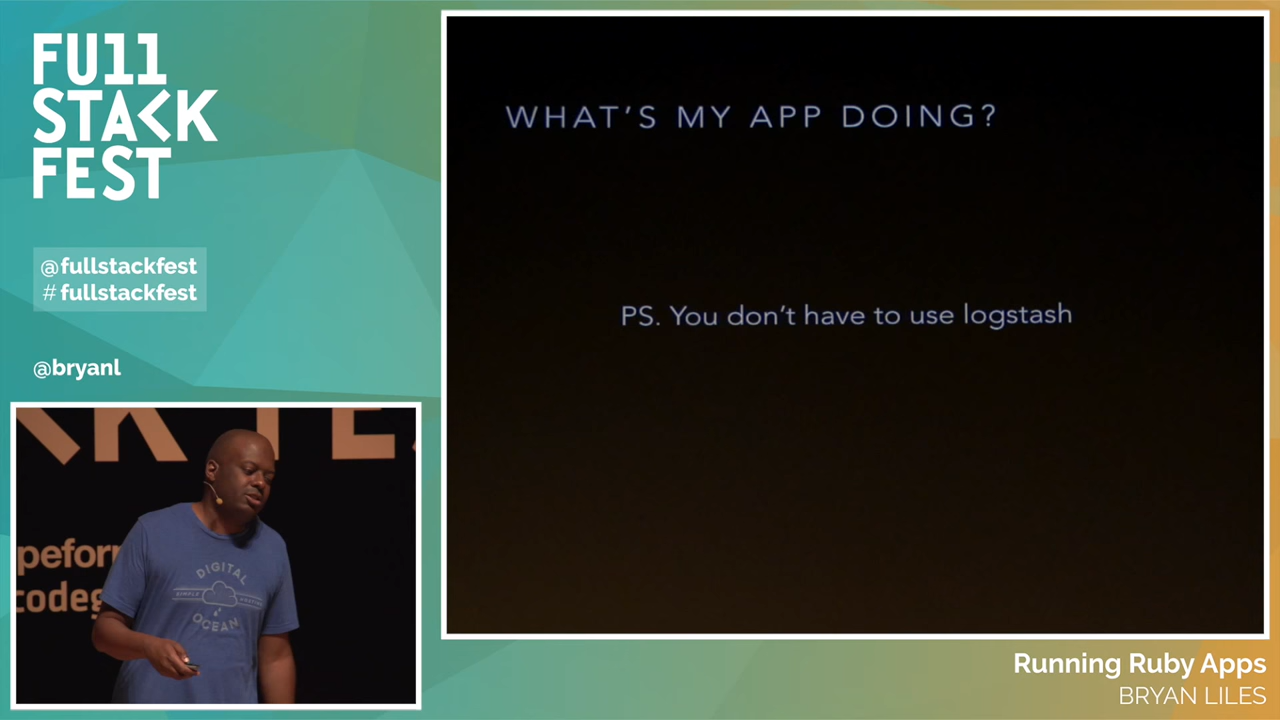 FU11
STACK
FEST
@fullstackfest
#fullstackfest
@bryanl
WHAT'S MY APP DOING?
PS. You don't have to use logstash
DIGITAL
SIMPLE
OCEAN
Running Ruby Apps
BRYAN LILES